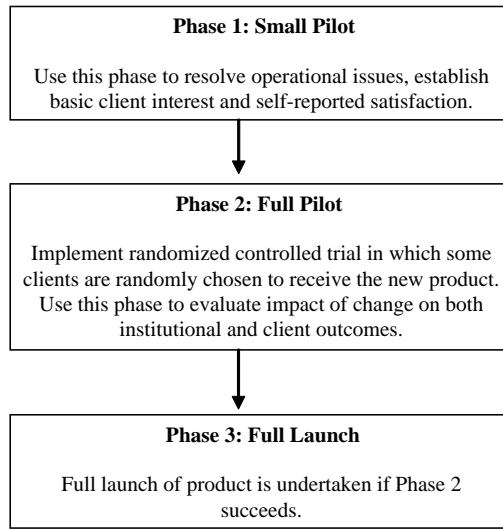 Phase 1: Small Pilot
Use this phase to resolve operational issues, establish
basic client interest and self-reported satisfaction.
Phase 2: Full Pilot
Implement randomized controlled trial in which some
clients are randomly chosen to receive the new product.
Use this phase to evaluate impact of change on both
institutional and client outcomes.
Phase 3: Full Launch
Full launch of product is undertaken if Phase 2
succeeds.